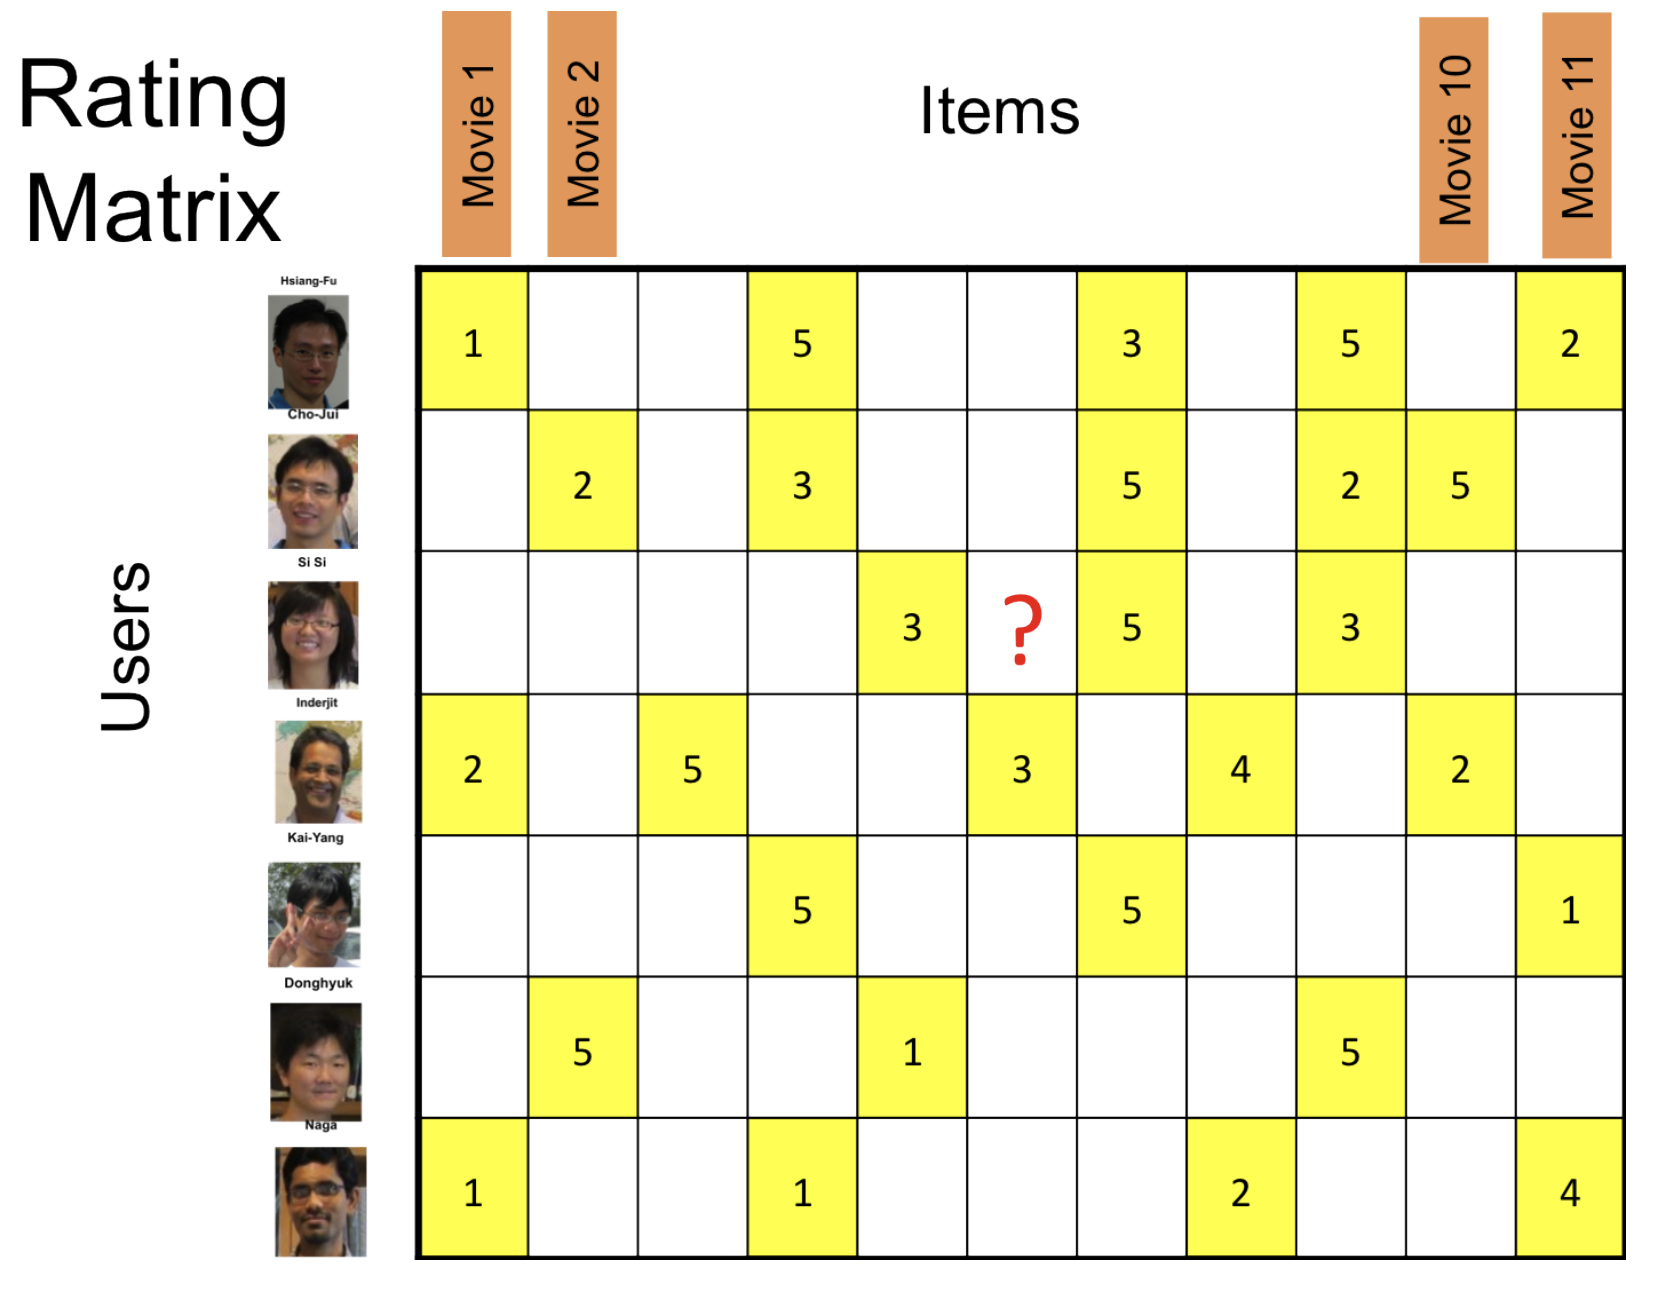 Rating
Matrix
Movie 1
Movie 2
Items
Movie 10
Movie 11
Users
Hsiang-Fu
1 5 3 5 2
Cho-Jui
2 3 5 2 5
Si Si
3 ? 5 3
Inderjit
2 5 3 4 2
Kai-Yang
5 5 1
Donghyuk
5 1 5
Naga
1 1 2 4